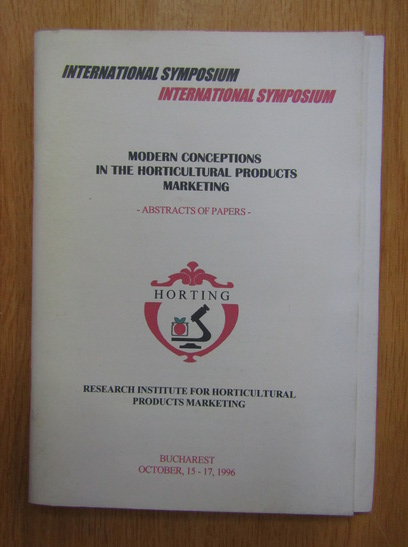 INTERNATIONAL SYMPOSIUM
INTERNATIONAL SYMPOSIUM
MODERN CONCEPTIONS
IN THE HORTICULTURAL PRODUCTS
MARKETING
- ABSTRACTS OF PAPERS -
HORTING
RESEARCH INSTITUTE FOR HORTICULTURAL
PRODUCTS MARKETING
BUCHAREST
OCTOBER, 15 - 17, 1996